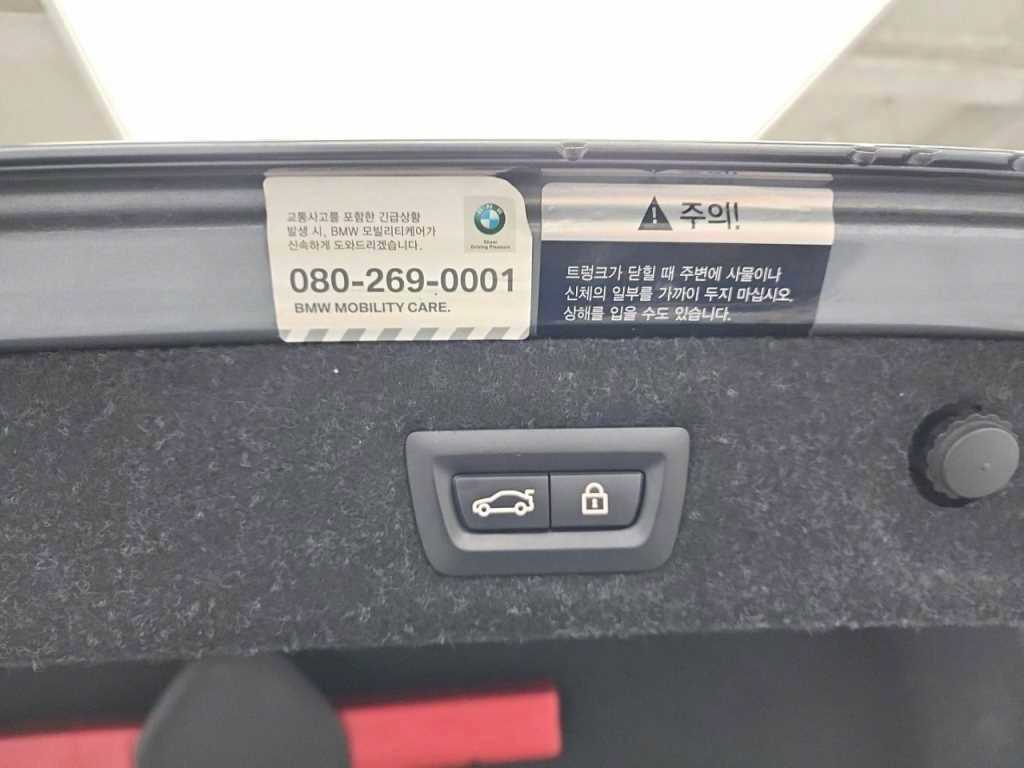 교통사고를 포함한 긴급상황
발생 시, BMW 모빌리티케어가
신속하게 도와드리겠습니다.
080-269-0001
BMW MOBILITY CARE.
Sheer
Driving Pleasure
주의!
트렁크가 닫힐 때 주변에 사물이나
신체의 일부를 가까이 두지 마십시오.
상해를 입을 수도 있습니다.